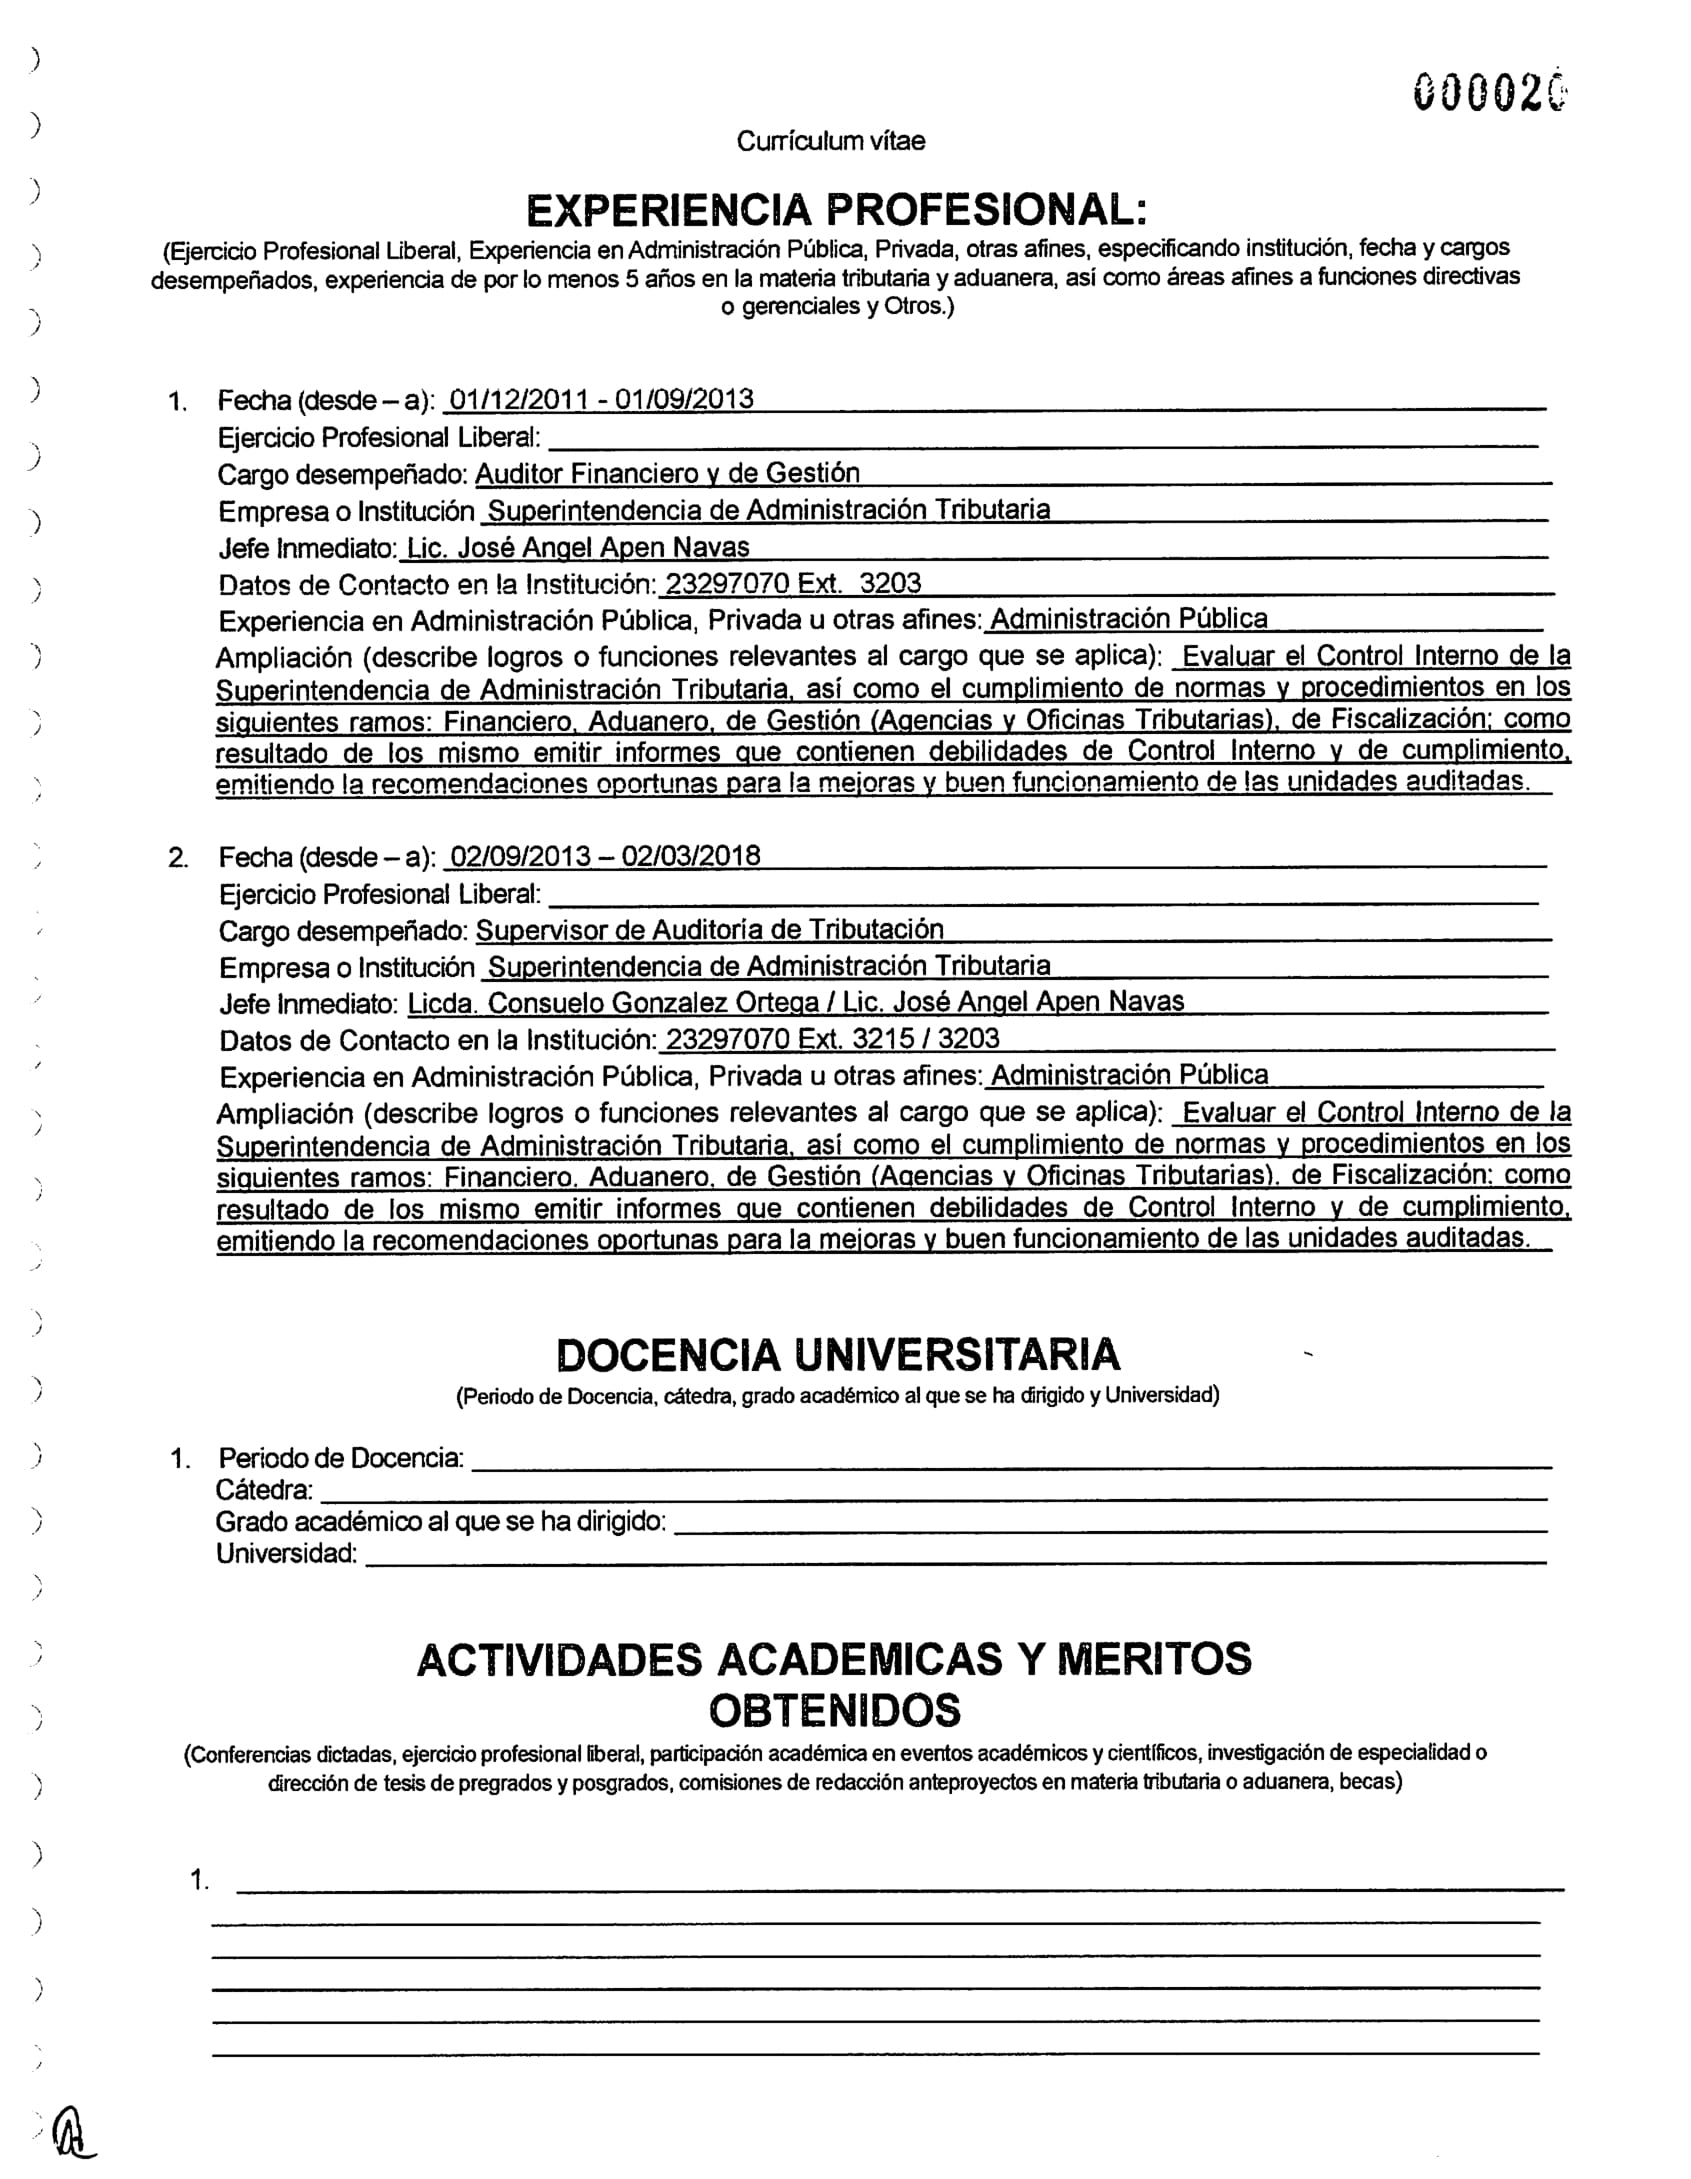 000020
Currículum vítae
EXPERIENCIA PROFESIONAL:
(Ejercicio Profesional Liberal, Experiencia en Administración Pública, Privada, otras afines, especificando institución, fecha y cargos
desempeñados, experiencia de por lo menos 5 años en la materia tributaria y aduanera, así como áreas afines a funciones directivas
o gerenciales y Otros.)
1. Fecha (desde – a): 01/12/2011 - 01/09/2013
Ejercicio Profesional Liberal:
Cargo desempeñado: Auditor Financiero y de Gestión
Empresa o Institución Superintendencia de Administración Tributaria
Jefe Inmediato: Lic. José Angel Apen Navas
Datos de Contacto en la Institución: 23297070 Ext. 3203
Experiencia en Administración Pública, Privada u otras afines: Administración Pública
Ampliación (describe logros o funciones relevantes al cargo que se aplica): Evaluar el Control Interno de la
Superintendencia de Administración Tributaria, así como el cumplimiento de normas y procedimientos en los
siguientes ramos: Financiero, Aduanero, de Gestión (Agencias y Oficinas Tributarias), de Fiscalización; como
resultado de los mismo emitir informes que contienen debilidades de Control Interno y de cumplimiento,
emitiendo la recomendaciones oportunas para la mejoras y buen funcionamiento de las unidades auditadas.
2. Fecha (desde – a): 02/09/2013 – 02/03/2018
Ejercicio Profesional Liberal:
Cargo desempeñado: Supervisor de Auditoría de Tributación
Empresa o Institución Superintendencia de Administración Tributaria
Jefe Inmediato: Licda. Consuelo Gonzalez Ortega / Lic. José Angel Apen Navas
Datos de Contacto en la Institución: 23297070 Ext. 3215 / 3203
Experiencia en Administración Pública, Privada u otras afines: Administración Pública
Ampliación (describe logros o funciones relevantes al cargo que se aplica): Evaluar el Control Interno de la
Superintendencia de Administración Tributaria, así como el cumplimiento de normas y procedimientos en los
siguientes ramos: Financiero, Aduanero, de Gestión (Agencias y Oficinas Tributarias), de Fiscalización; como
resultado de los mismo emitir informes que contienen debilidades de Control Interno y de cumplimiento,
emitiendo la recomendaciones oportunas para la mejoras y buen funcionamiento de las unidades auditadas.
DOCENCIA UNIVERSITARIA
(Periodo de Docencia, cátedra, grado académico al que se ha dirigido y Universidad)
1. Periodo de Docencia:
Cátedra:
Grado académico al que se ha dirigido:
Universidad:
ACTIVIDADES ACADEMICAS Y MERITOS
OBTENIDOS
(Conferencias dictadas, ejercicio profesional liberal, participación académica en eventos académicos y científicos, investigación de especialidad o
dirección de tesis de pregrados y posgrados, comisiones de redacción anteproyectos en materia tributaria o aduanera, becas)
1.